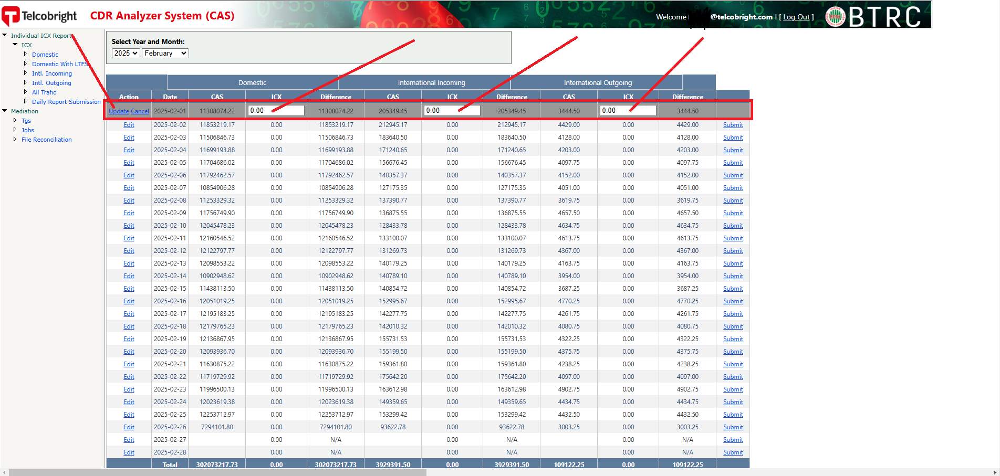 Telcobright CDR Analyzer System (CAS) Welcome @telcobright.com ! [ Log Out ] BTRC
Individual ICX Report
ICX
Domestic
Domestic With LTFS
Intl. Incoming
Intl. Outgoing
All Trafic
Daily Report Submission
Mediation
Tgs
Jobs
File Reconciliation
Select Year and Month:
2025 February
Domestic International Incoming International Outgoing
Action Date CAS ICX Difference CAS ICX Difference CAS ICX Difference
Update Cancel 2025-02-01 11308074.22 0.00 11308074.22 205349.45 0.00 205349.45 3444.50 0.00 3444.50
Edit 2025-02-02 11853219.17 0.00 11853219.17 212945.17 0.00 212945.17 4429.00 0.00 4429.00 Submit
Edit 2025-02-03 11506846.73 0.00 11506846.73 183640.50 0.00 183640.50 4128.00 0.00 4128.00 Submit
Edit 2025-02-04 11699193.88 0.00 11699193.88 171240.65 0.00 171240.65 4203.00 0.00 4203.00 Submit
Edit 2025-02-05 11704686.02 0.00 11704686.02 156676.45 0.00 156676.45 4097.75 0.00 4097.75 Submit
Edit 2025-02-06 11792462.57 0.00 11792462.57 140357.37 0.00 140357.37 4152.00 0.00 4152.00 Submit
Edit 2025-02-07 10854906.28 0.00 10854906.28 127175.35 0.00 127175.35 4051.00 0.00 4051.00 Submit
Edit 2025-02-08 11253329.32 0.00 11253329.32 137390.77 0.00 137390.77 3619.75 0.00 3619.75 Submit
Edit 2025-02-09 11756749.90 0.00 11756749.90 136875.55 0.00 136875.55 4657.50 0.00 4657.50 Submit
Edit 2025-02-10 12045478.23 0.00 12045478.23 128433.78 0.00 128433.78 4634.75 0.00 4634.75 Submit
Edit 2025-02-11 12160546.52 0.00 12160546.52 133100.07 0.00 133100.07 4613.75 0.00 4613.75 Submit
Edit 2025-02-12 12122797.77 0.00 12122797.77 131269.73 0.00 131269.73 4367.00 0.00 4367.00 Submit
Edit 2025-02-13 12098553.22 0.00 12098553.22 140179.25 0.00 140179.25 4163.75 0.00 4163.75 Submit
Edit 2025-02-14 10902948.62 0.00 10902948.62 140789.10 0.00 140789.10 3954.00 0.00 3954.00 Submit
Edit 2025-02-15 11438113.50 0.00 11438113.50 140854.72 0.00 140854.72 3687.25 0.00 3687.25 Submit
Edit 2025-02-16 12051019.25 0.00 12051019.25 152995.67 0.00 152995.67 4770.25 0.00 4770.25 Submit
Edit 2025-02-17 12195183.25 0.00 12195183.25 142277.75 0.00 142277.75 4261.75 0.00 4261.75 Submit
Edit 2025-02-18 12179765.23 0.00 12179765.23 142010.32 0.00 142010.32 4080.75 0.00 4080.75 Submit
Edit 2025-02-19 12136867.95 0.00 12136867.95 155731.53 0.00 155731.53 4322.25 0.00 4322.25 Submit
Edit 2025-02-20 12093936.70 0.00 12093936.70 155199.50 0.00 155199.50 4375.75 0.00 4375.75 Submit
Edit 2025-02-21 11630875.22 0.00 11630875.22 159361.80 0.00 159361.80 4238.25 0.00 4238.25 Submit
Edit 2025-02-22 11719729.92 0.00 11719729.92 175642.20 0.00 175642.20 4097.00 0.00 4097.00 Submit
Edit 2025-02-23 11996500.13 0.00 11996500.13 163612.98 0.00 163612.98 4902.75 0.00 4902.75 Submit
Edit 2025-02-24 12023619.38 0.00 12023619.38 149359.65 0.00 149359.65 4434.75 0.00 4434.75 Submit
Edit 2025-02-25 12253712.97 0.00 12253712.97 153299.42 0.00 153299.42 4432.50 0.00 4432.50 Submit
Edit 2025-02-26 7294101.80 0.00 7294101.80 93622.78 0.00 93622.78 3003.25 0.00 3003.25 Submit
Edit 2025-02-27 0.00 N/A 0.00 N/A 0.00 N/A Submit
Edit 2025-02-28 0.00 N/A 0.00 N/A 0.00 N/A Submit
Total 302073217.73 0.00 302073217.73 3929391.50 0.00 3929391.50 109122.25 0.00 109122.25